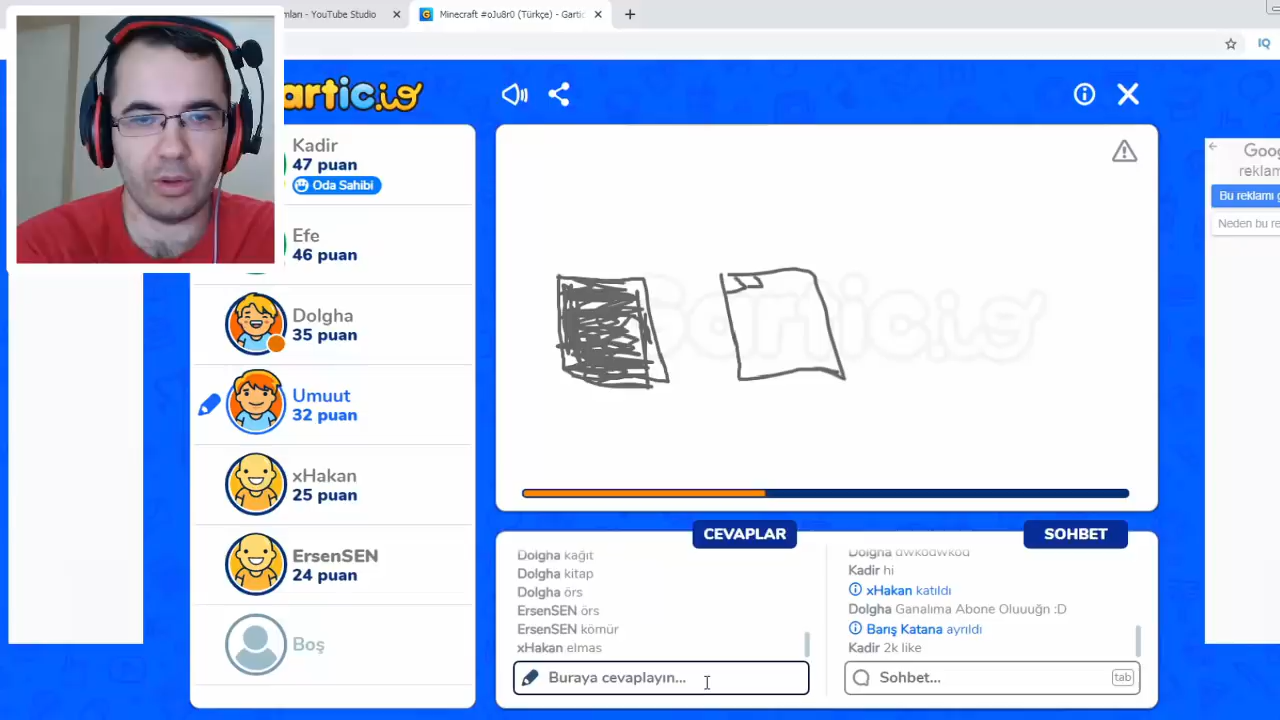 ımları - YouTube Studio
Minecraft #oJu8r0 (Türkçe) - Gartic
IQ
artic.io
Kadir
47 puan
Oda Sahibi
Efe
46 puan
Dolgha
35 puan
Umuut
32 puan
xHakan
25 puan
ErsenSEN
24 puan
Boş
Gartic.io
CEVAPLAR
Dolgha kağıt
Dolgha kitap
Dolgha örs
ErsenSEN örs
ErsenSEN kömür
xHakan elmas
Buraya cevaplayın...
SOHBET
Dolgha dwkodwkod
Kadir hi
xHakan katıldı
Dolgha Ganalıma Abone Oluuuğn :D
Barış Katana ayrıldı
Kadir 2k like
Sohbet...
tab
Goog
reklam
Bu reklamı g
Neden bu re